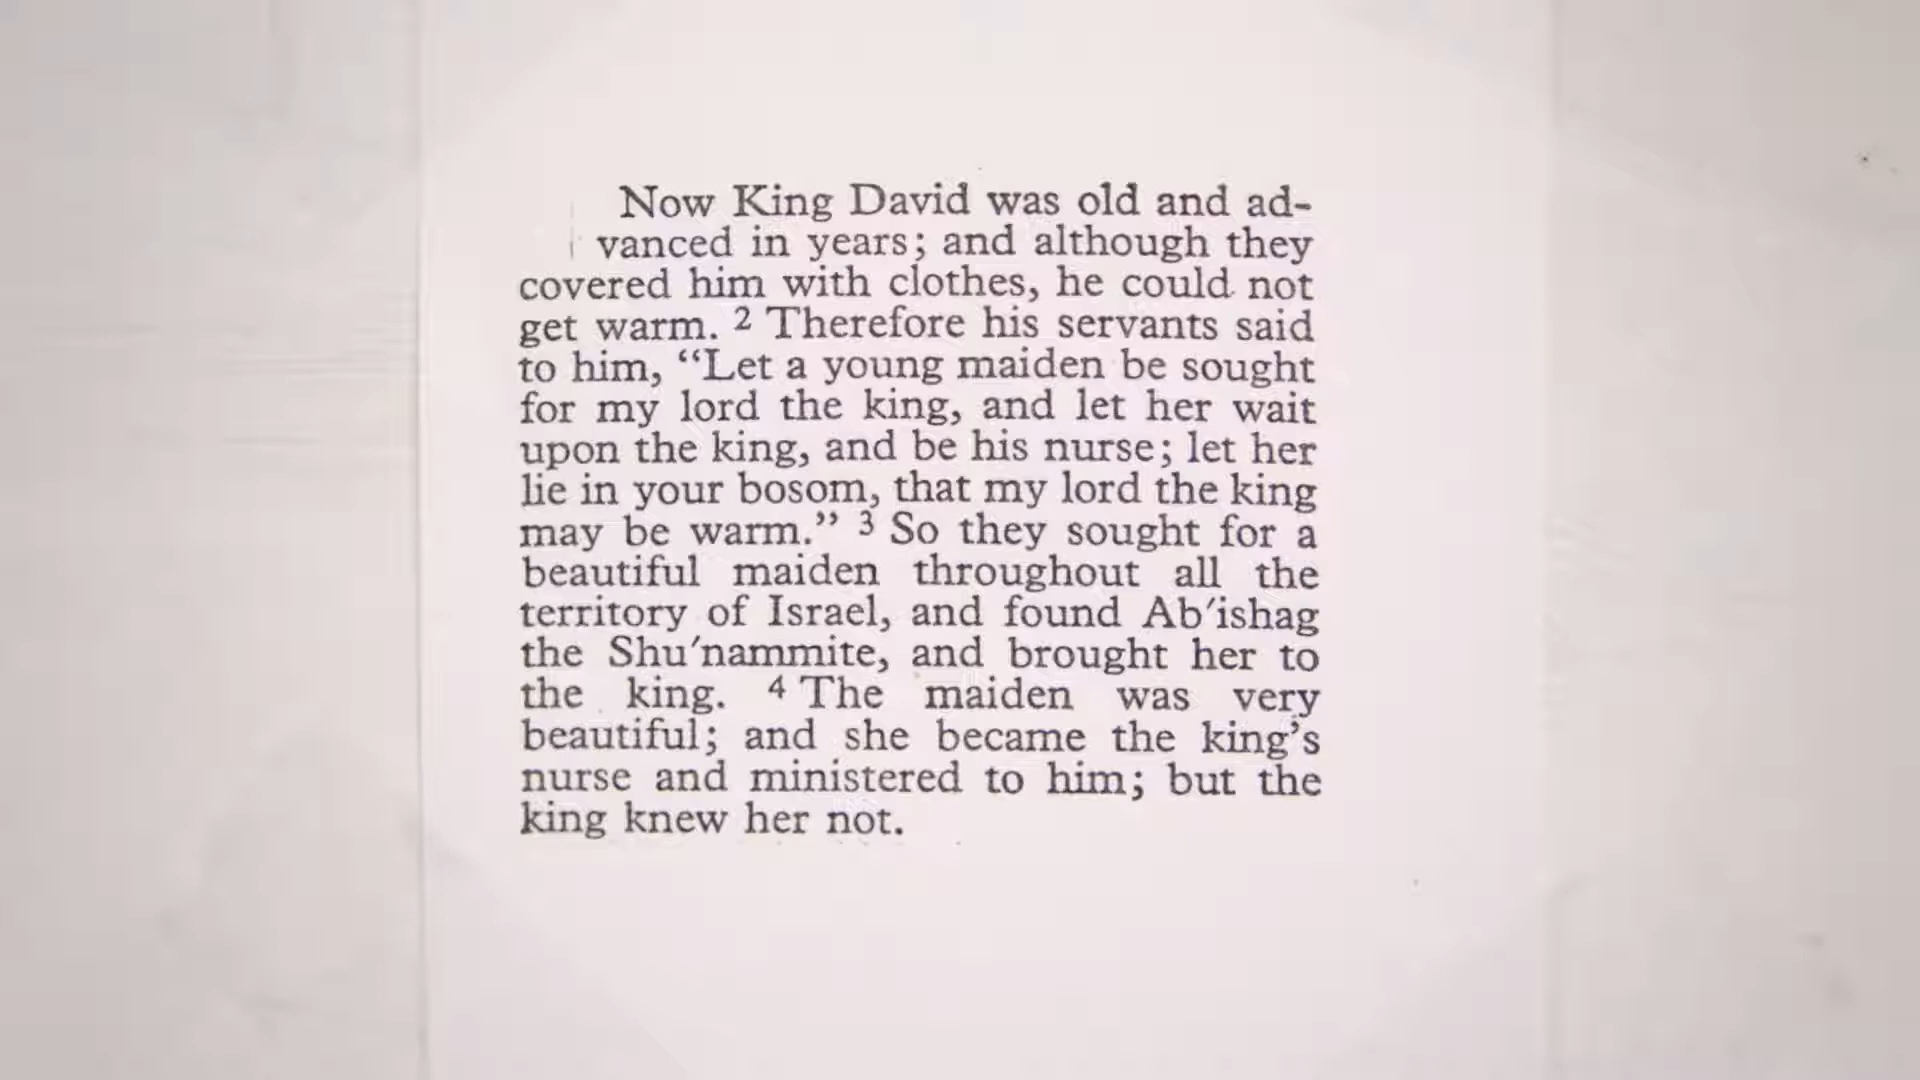 Now King David was old and ad-
vanced in years; and although they
covered him with clothes, he could not
get warm. 2 Therefore his servants said
to him, “Let a young maiden be sought
for my lord the king, and let her wait
upon the king, and be his nurse; let her
lie in your bosom, that my lord the king
may be warm.” 3 So they sought for a
beautiful maiden throughout all the
territory of Israel, and found Ab′ishag
the Shu′nammite, and brought her to
the king. 4 The maiden was very
beautiful; and she became the king’s
nurse and ministered to him; but the
king knew her not.